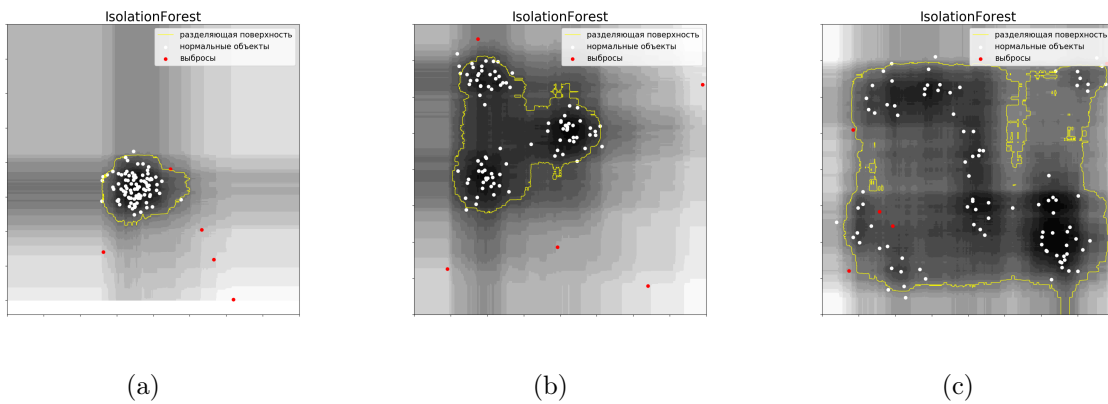 IsolationForest
разделяющая поверхность
нормальные объекты
выбросы
IsolationForest
разделяющая поверхность
нормальные объекты
выбросы
IsolationForest
разделяющая поверхность
нормальные объекты
выбросы
(a)
(b)
(c)